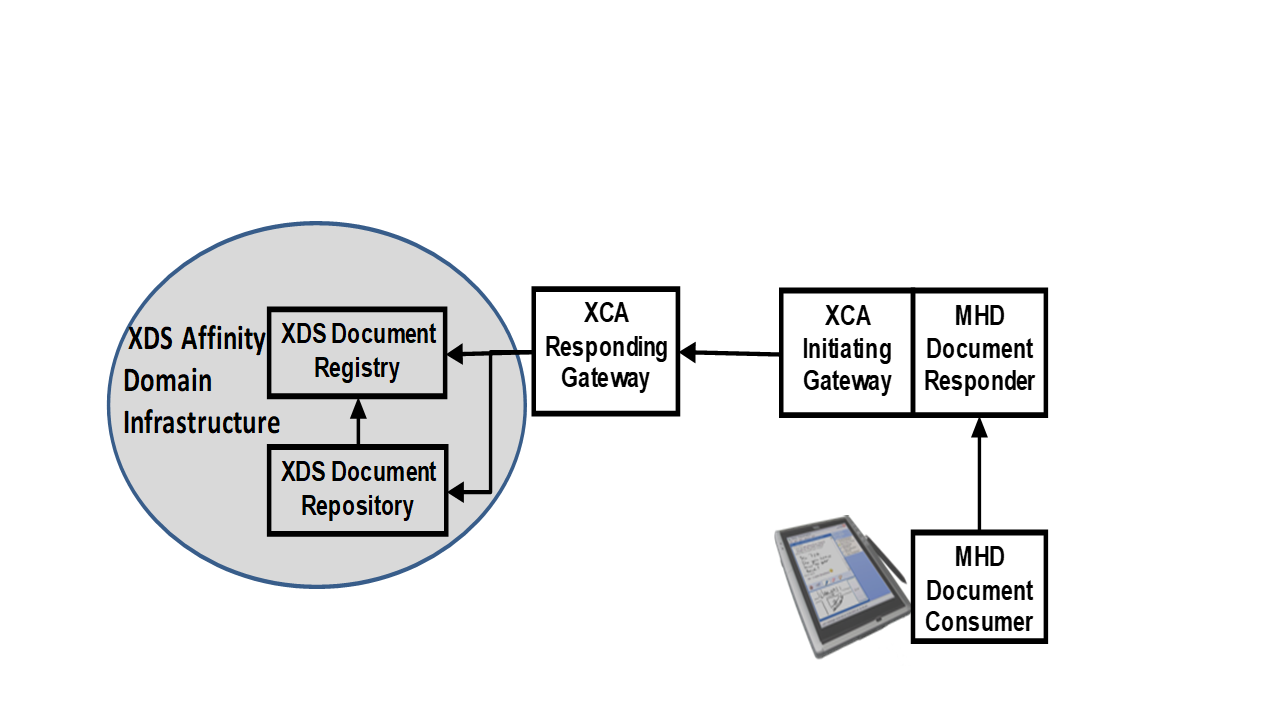 XDS Affinity
Domain
Infrastructure
XDS Document
Registry
XDS Document
Repository
XCA
Responding
Gateway
XCA
Initiating
Gateway
MHD
Document
Responder
MHD
Document
Consumer